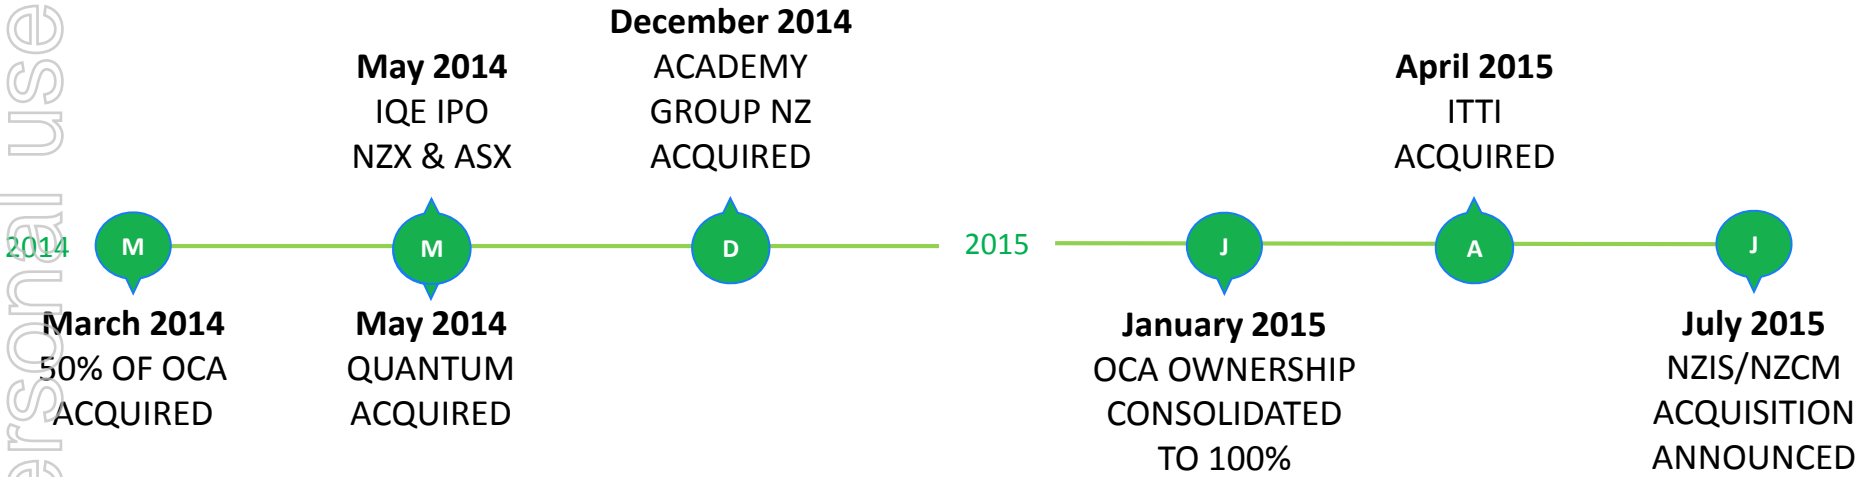 December 2014
ACADEMY
GROUP NZ
ACQUIRED
May 2014
IQE IPO
NZX & ASX
April 2015
ITTI
ACQUIRED
2014
M
M
D
2015
J
A
J
March 2014
50% OF OCA
ACQUIRED
May 2014
QUANTUM
ACQUIRED
January 2015
OCA OWNERSHIP
CONSOLIDATED
TO 100%
July 2015
NZIS/NZCM
ACQUISITION
ANNOUNCED
ersonal use